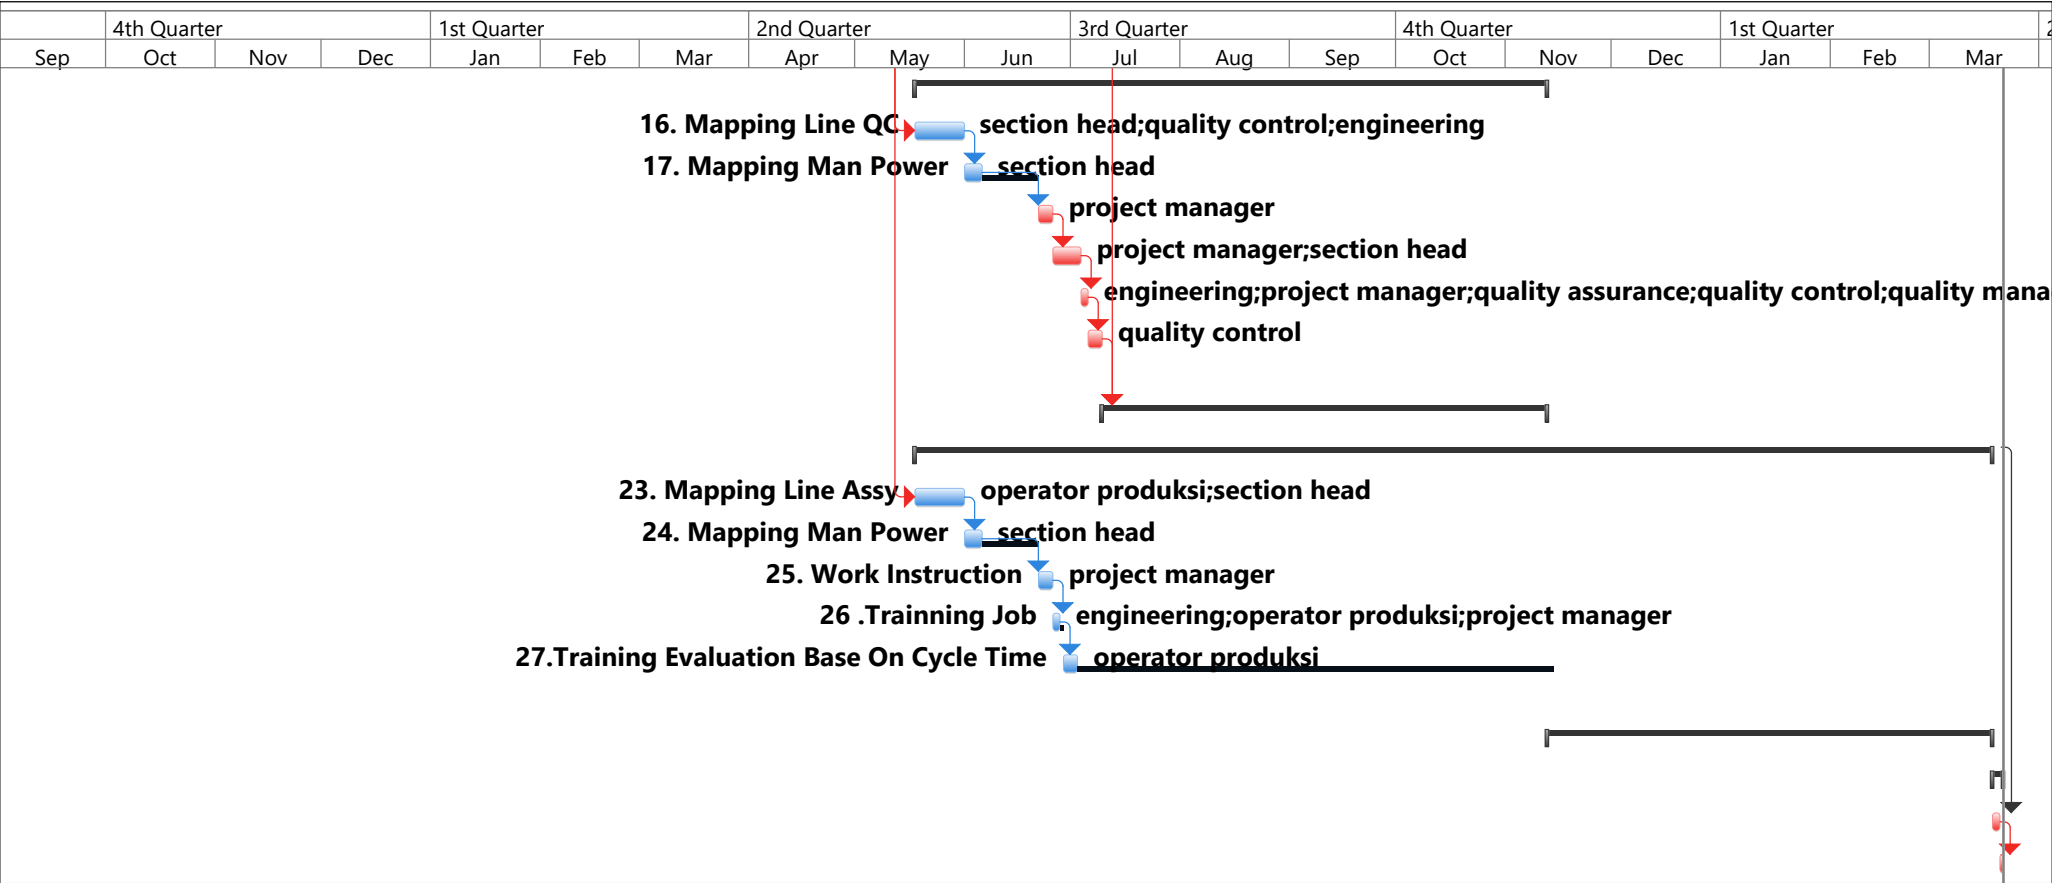 4th Quarter 1st Quarter 2nd Quarter 3rd Quarter 4th Quarter 1st Quarter 2
Sep Oct Nov Dec Jan Feb Mar Apr May Jun Jul Aug Sep Oct Nov Dec Jan Feb Mar
16. Mapping Line QC section head;quality control;engineering
17. Mapping Man Power section head
project manager
project manager;section head
engineering;project manager;quality assurance;quality control;quality mana
quality control
23. Mapping Line Assy operator produksi;section head
24. Mapping Man Power section head
25. Work Instruction project manager
26 .Trainning Job engineering;operator produksi;project manager
27.Training Evaluation Base On Cycle Time operator produksi